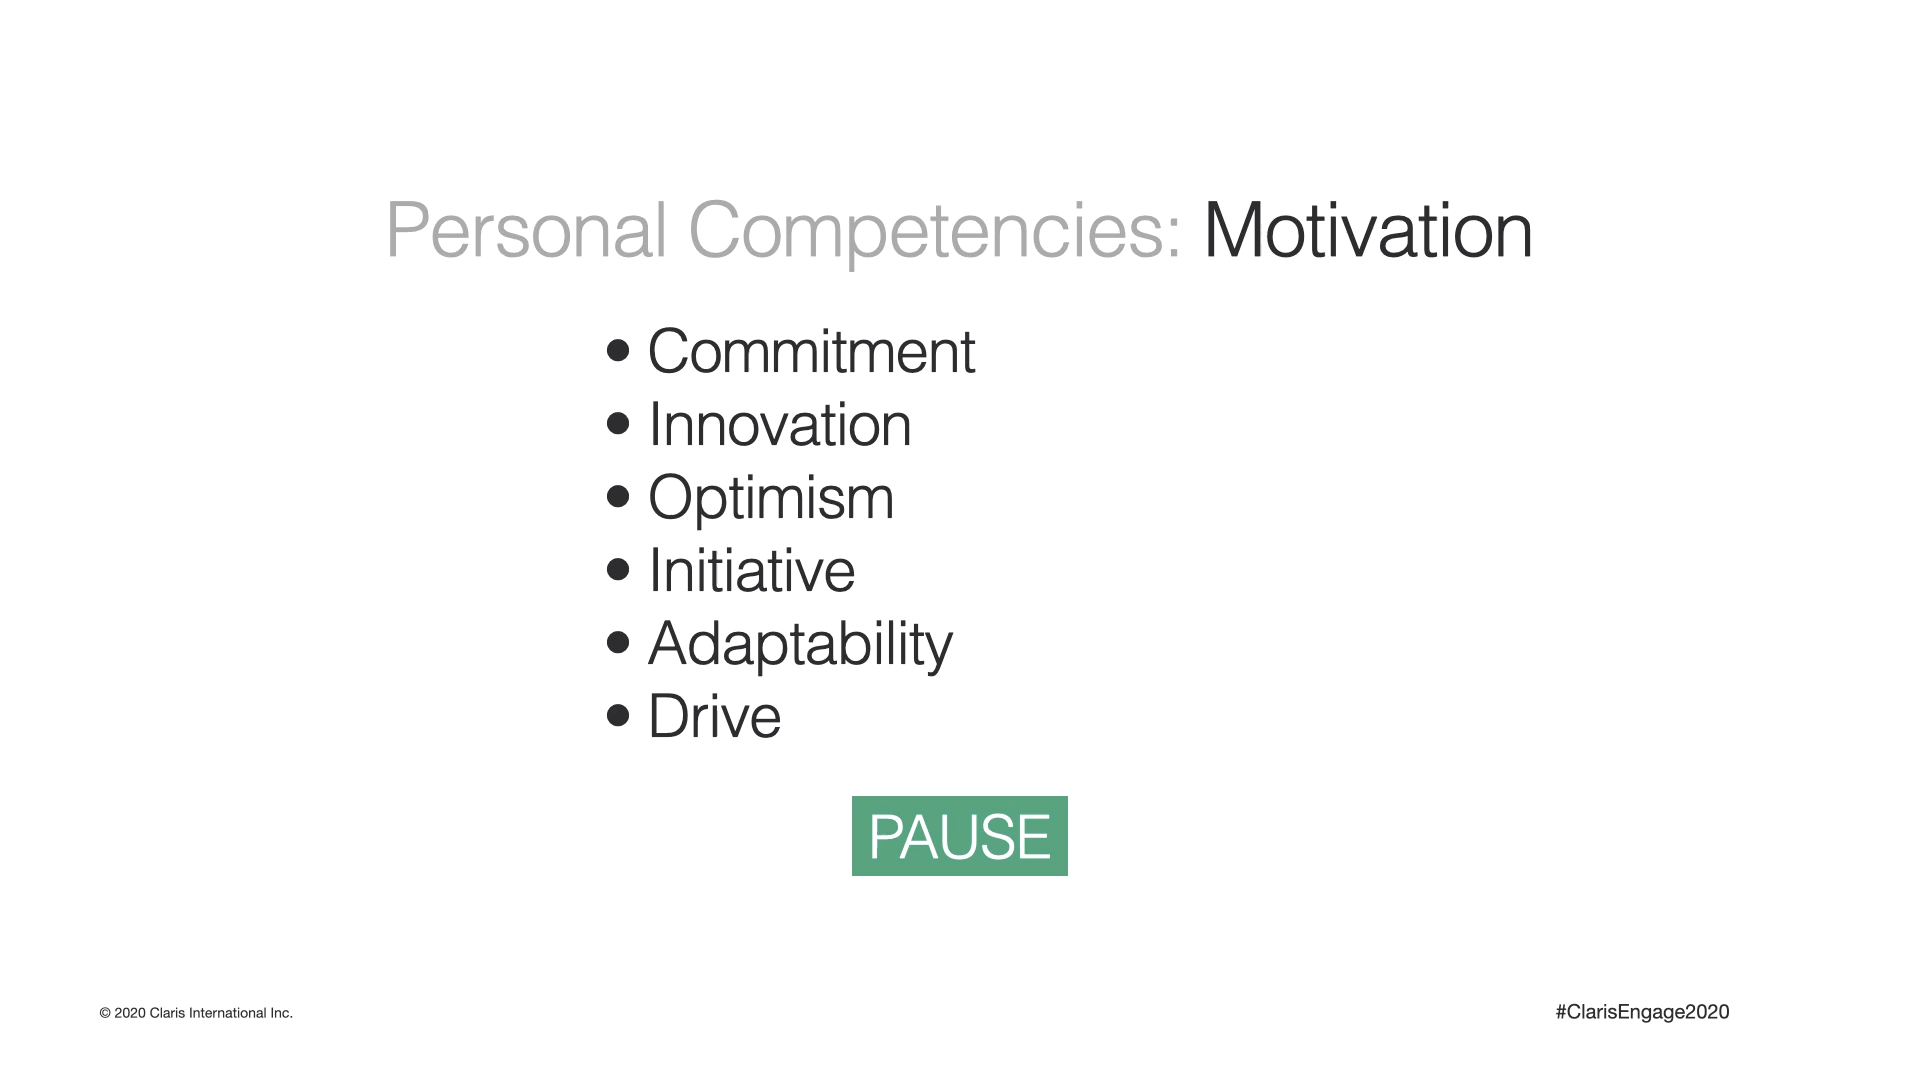 Personal Competencies: Motivation
• Commitment
• Innovation
• Optimism
• Initiative
• Adaptability
• Drive
PAUSE
© 2020 Claris International Inc.
#ClarisEngage2020